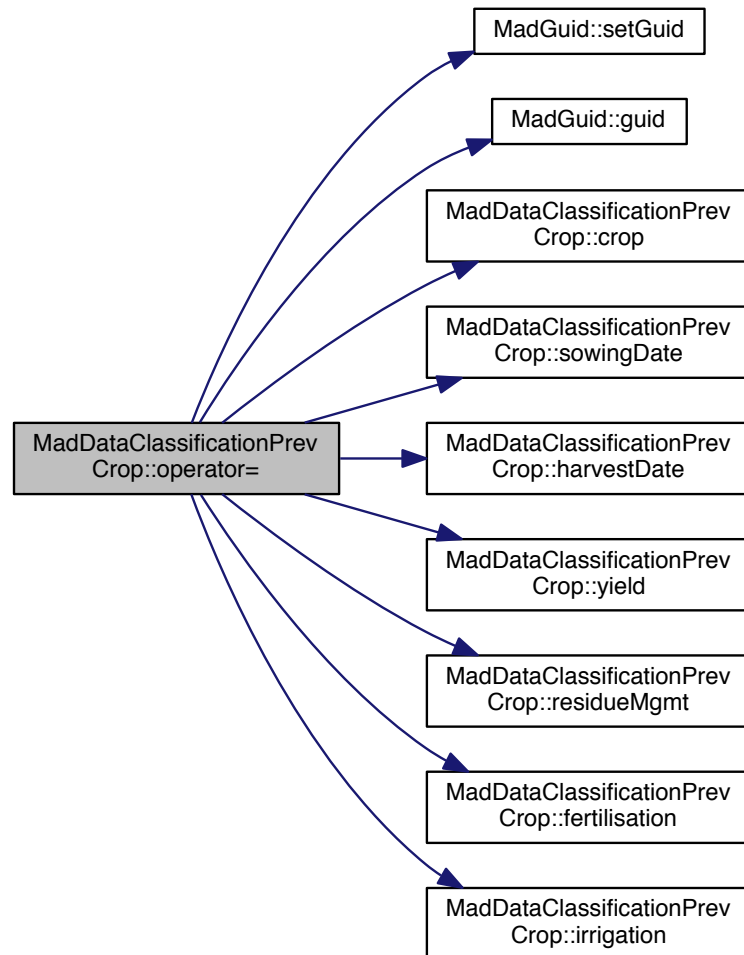 MadGuid::setGuid
MadGuid::guid
MadDataClassificationPrev
Crop::crop
MadDataClassificationPrev
Crop::sowingDate
MadDataClassificationPrev
Crop::operator=
MadDataClassificationPrev
Crop::harvestDate
MadDataClassificationPrev
Crop::yield
MadDataClassificationPrev
Crop::residueMgmt
MadDataClassificationPrev
Crop::fertilisation
MadDataClassificationPrev
Crop::irrigation